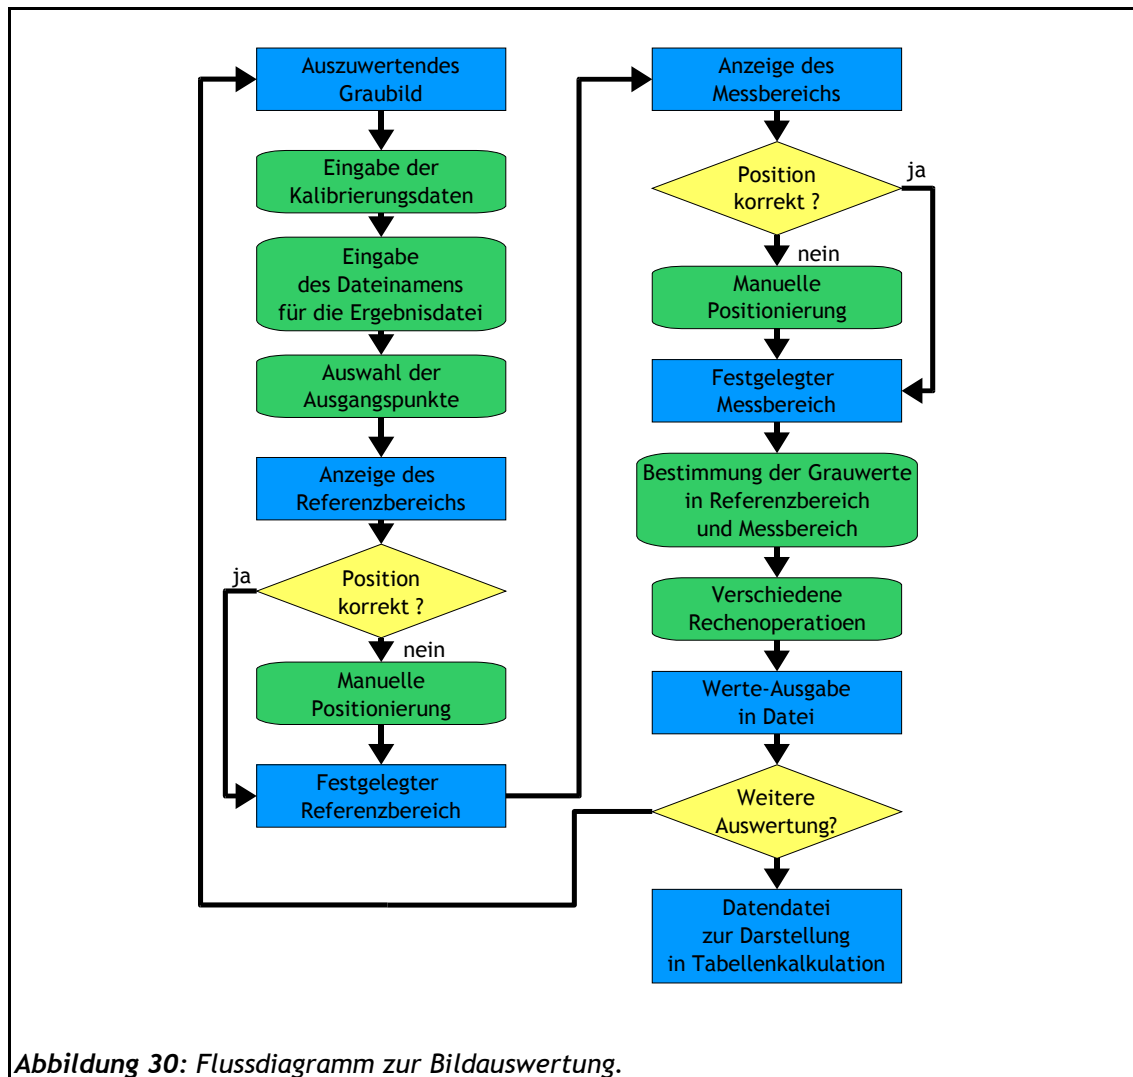 Auszuwertendes
Graubild
Eingabe der
Kalibrierungsdaten
Eingabe
des Dateinamens
für die Ergebnisdatei
Auswahl der
Ausgangspunkte
Anzeige des
Referenzbereichs
ja
Position
korrekt ?
nein
Manuelle
Positionierung
Festgelegter
Referenzbereich
Anzeige des
Messbereichs
Position
korrekt ?
ja
nein
Manuelle
Positionierung
Festgelegter
Messbereich
Bestimmung der Grauwerte
in Referenzbereich
und Messbereich
Verschiedene
Rechenoperatioen
Werte-Ausgabe
in Datei
Weitere
Auswertung?
Datendatei
zur Darstellung
in Tabellenkalkulation
Abbildung 30: Flussdiagramm zur Bildauswertung.